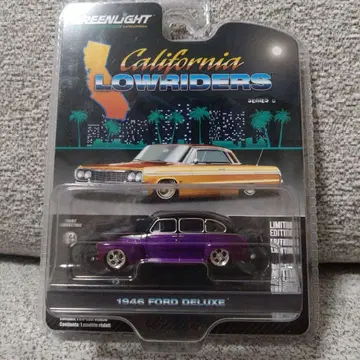 GREENLIGHT
California
LOWRIDERS
SERIES
LIMITED
EDITION
1946 FORD DELUXE